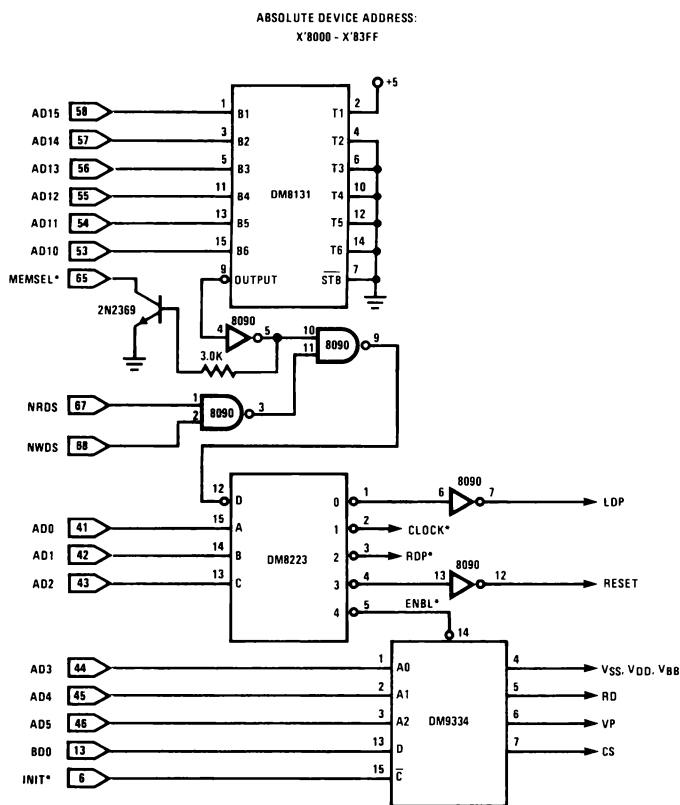 ABSOLUTE DEVICE ADDRESS:
X'8000 - X'83FF
+5
AD15 58 1 B1 T1 2
AD14 57 3 B2 T2 4
AD13 56 5 B3 T3 6
DM8131
AD12 55 11 B4 T4 10
AD11 54 13 B5 T5 12
AD10 53 15 B6 T6 14
MEMSEL* 65 9 OUTPUT STB 7
2N2369
8090
4 5 10 9
3.0K 11 8090
NRDS 67 1
8090 3
NWDS 68 2
12 D
0 1 6 8090 7 LDP
AD0 41 15 A
1 2 CLOCK*
AD1 42 14 B
DM8223
2 3 RDP*
AD2 43 13 C
3 4 13 8090 12 RESET
4 5 ENBL*
14
AD3 44 1 A0 4 VSS, VDD, VBB
AD4 45 2 A1 5 RD
AD5 46 3 A2 DM9334 6 VP
BD0 13 13 D 7 CS
INIT* 6 15 C